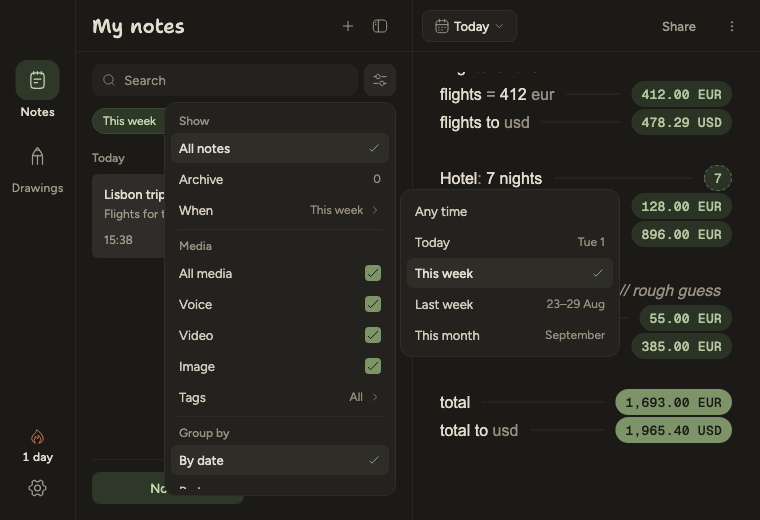 My notes
Today
Share
Search
Notes
Drawings
1 day
This week
Today
Lisbon trip
Flights for
15:38
Show
All notes
Archive 0
When This week
Media
All media
Voice
Video
Image
Tags All
Group by
By date
Any time
Today Tue 1
This week
Last week 23–29 Aug
This month September
flights = 412 eur 412.00 EUR
flights to usd 478.29 USD
Hotel: 7 nights 7
128.00 EUR
896.00 EUR
// rough guess
55.00 EUR
385.00 EUR
total 1,693.00 EUR
total to usd 1,965.40 USD